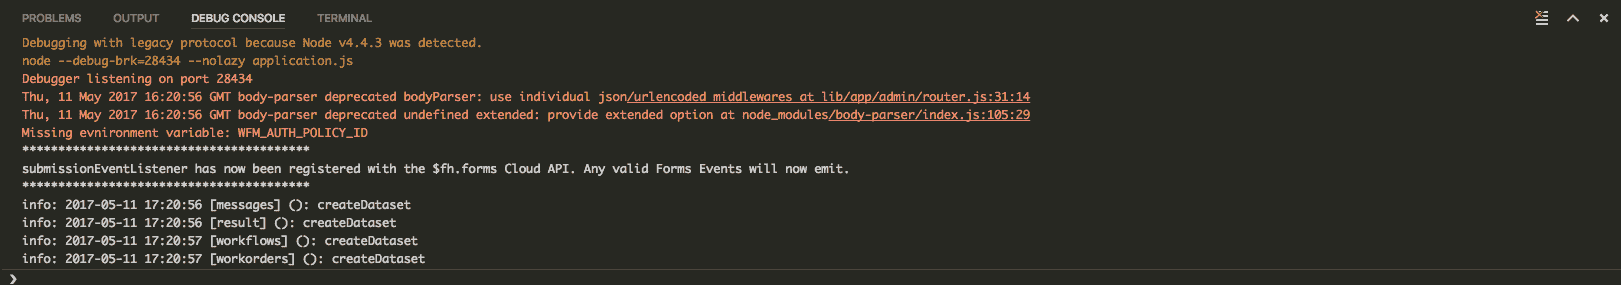 PROBLEMS OUTPUT DEBUG CONSOLE TERMINAL
Debugging with legacy protocol because Node v4.4.3 was detected.
node --debug-brk=28434 --nolazy application.js
Debugger listening on port 28434
Thu, 11 May 2017 16:20:56 GMT body-parser deprecated bodyParser: use individual json/urlencoded middlewares at lib/app/admin/router.js:31:14
Thu, 11 May 2017 16:20:56 GMT body-parser deprecated undefined extended: provide extended option at node_modules/body-parser/index.js:105:29
Missing evnironment variable: WFM_AUTH_POLICY_ID
****************************************
submissionEventListener has now been registered with the $fh.forms Cloud API. Any valid Forms Events will now emit.
****************************************
info: 2017-05-11 17:20:56 [messages] (): createDataset
info: 2017-05-11 17:20:56 [result] (): createDataset
info: 2017-05-11 17:20:57 [workflows] (): createDataset
info: 2017-05-11 17:20:57 [workorders] (): createDataset